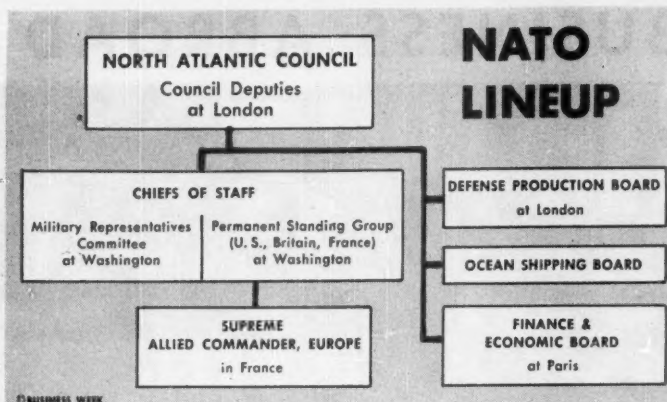 NATO
LINEUP
NORTH ATLANTIC COUNCIL
Council Deputies
at London
CHIEFS OF STAFF
Military Representatives
Committee
at Washington
Permanent Standing Group
(U. S., Britain, France)
at Washington
SUPREME
ALLIED COMMANDER, EUROPE
in France
DEFENSE PRODUCTION BOARD
at London
OCEAN SHIPPING BOARD
FINANCE &
ECONOMIC BOARD
at Paris
©BUSINESS WEEK